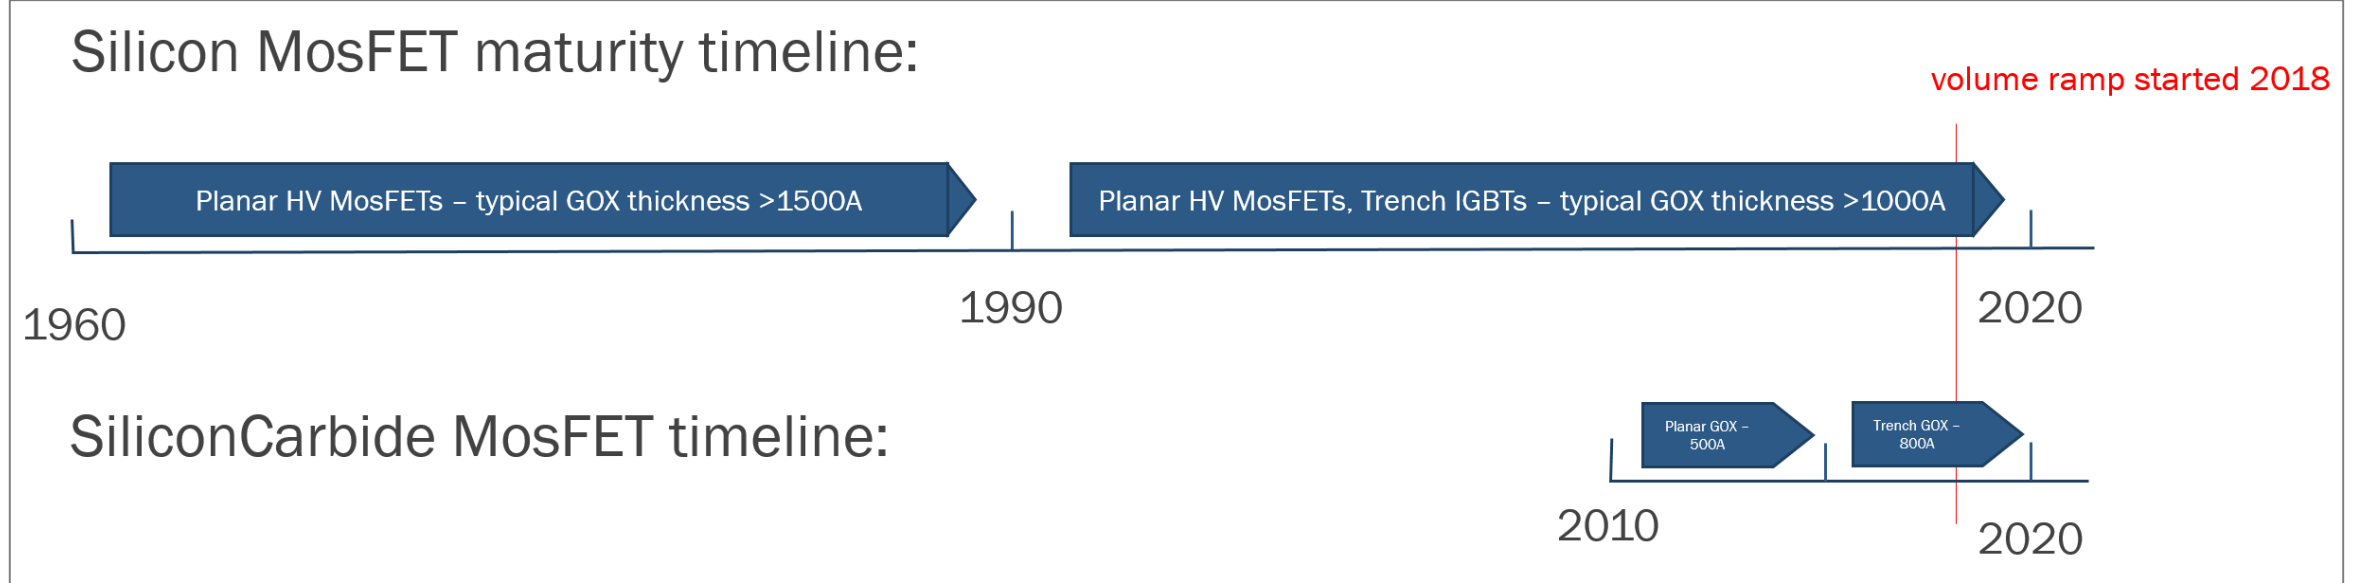 Silicon MosFET maturity timeline:
volume ramp started 2018
Planar HV MosFETs – typical GOX thickness >1500A
Planar HV MosFETs, Trench IGBTs – typical GOX thickness >1000A
1960
1990
2020
SiliconCarbide MosFET timeline:
Planar GOX –
500A
Trench GOX –
800A
2010
2020